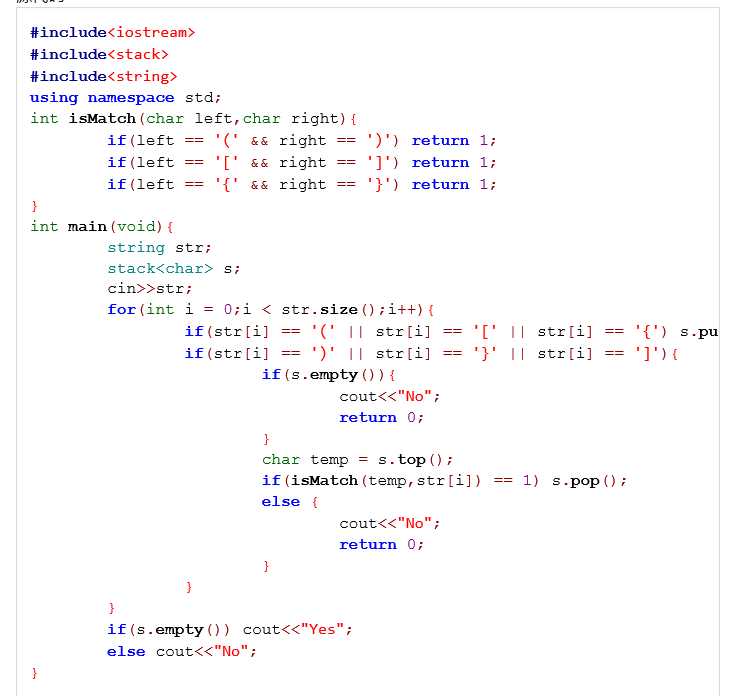 #include<iostream>
#include<stack>
#include<string>
using namespace std;
int isMatch(char left,char right){
if(left == '(' && right == ')') return 1;
if(left == '[' && right == ']') return 1;
if(left == '{' && right == '}') return 1;
}
int main(void){
string str;
stack<char> s;
cin>>str;
for(int i = 0;i < str.size();i++){
if(str[i] == '(' || str[i] == '[' || str[i] == '{') s.pu
if(str[i] == ')' || str[i] == '}' || str[i] == ']'){
if(s.empty()){
cout<<"No";
return 0;
}
char temp = s.top();
if(isMatch(temp,str[i]) == 1) s.pop();
else {
cout<<"No";
return 0;
}
}
}
if(s.empty()) cout<<"Yes";
else cout<<"No";
}